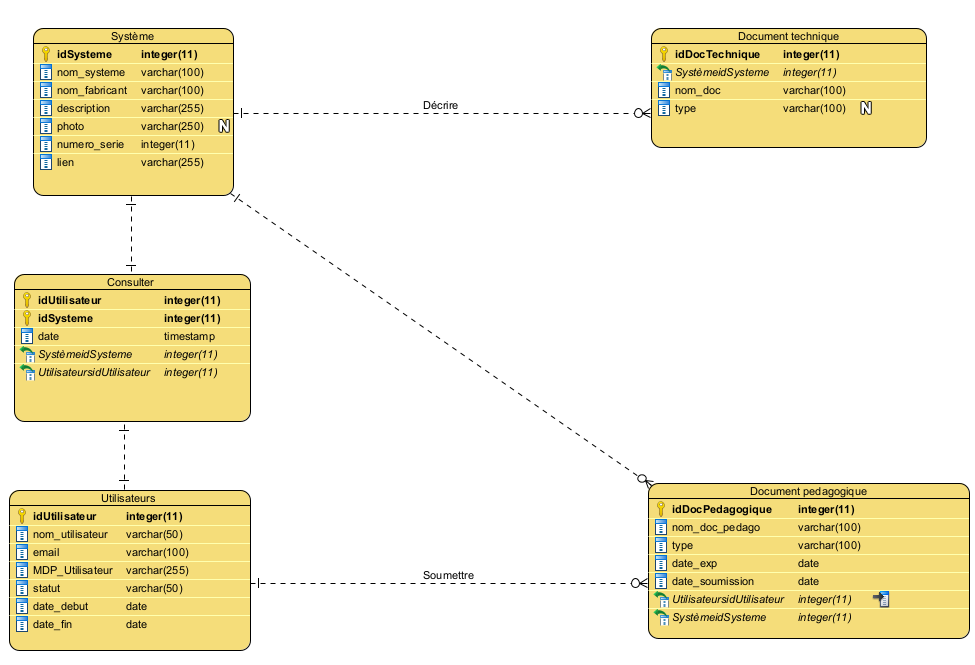 Système
idSysteme integer(11)
nom_systeme varchar(100)
nom_fabricant varchar(100)
description varchar(255)
photo varchar(250) N
numero_serie integer(11)
lien varchar(255)
Décrire
Document technique
idDocTechnique integer(11)
SystèmeidSysteme integer(11)
nom_doc varchar(100)
type varchar(100) N
Consulter
idUtilisateur integer(11)
idSysteme integer(11)
date timestamp
SystèmeidSysteme integer(11)
UtilisateursidUtilisateur integer(11)
Utilisateurs
idUtilisateur integer(11)
nom_utilisateur varchar(50)
email varchar(100)
MDP_Utilisateur varchar(255)
statut varchar(50)
date_debut date
date_fin date
Soumettre
Document pedagogique
idDocPedagogique integer(11)
nom_doc_pedago varchar(100)
type varchar(100)
date_exp date
date_soumission date
UtilisateursidUtilisateur integer(11)
SystèmeidSysteme integer(11)